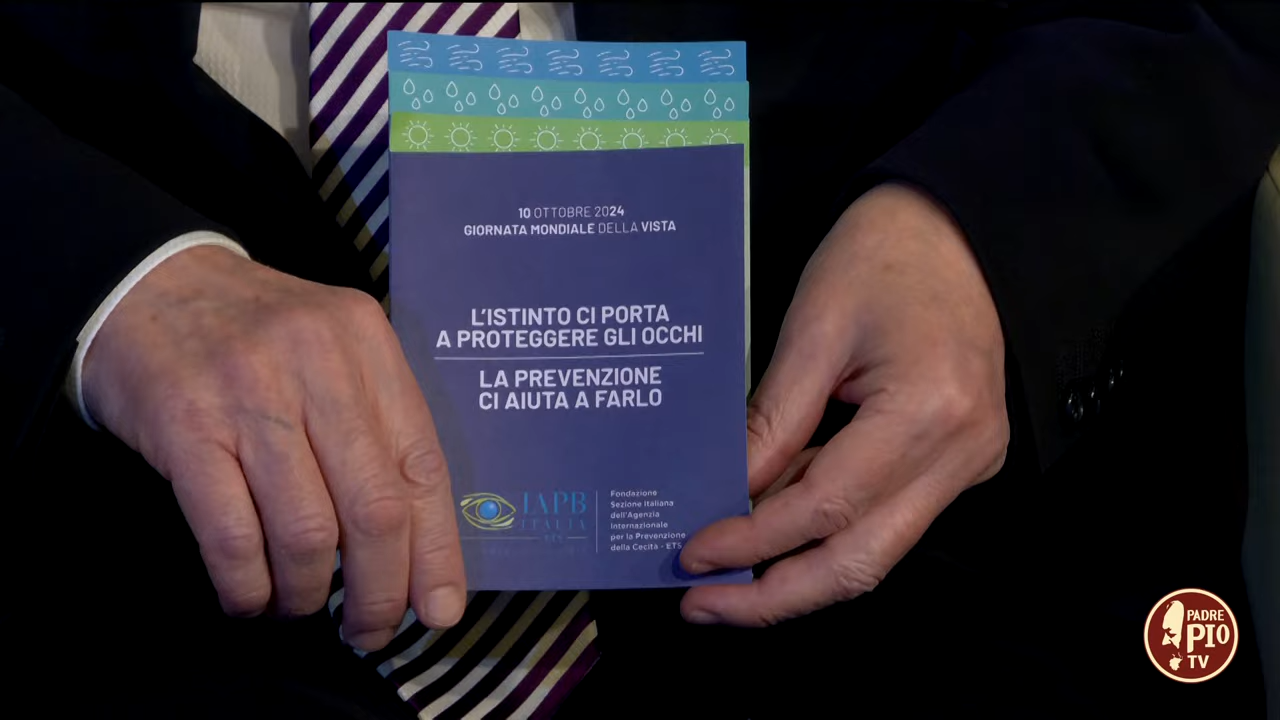 10 OTTOBRE 2024
GIORNATA MONDIALE DELLA VISTA
L'ISTINTO CI PORTA
A PROTEGGERE GLI OCCHI
LA PREVENZIONE
CI AIUTA A FARLO
IAPB
ITALIA
ETS
Fondazione
Sezione Italiana
dell'Agenzia
Internazionale
per la Prevenzione
della Cecità - ETS
PADRE
PIO
TV